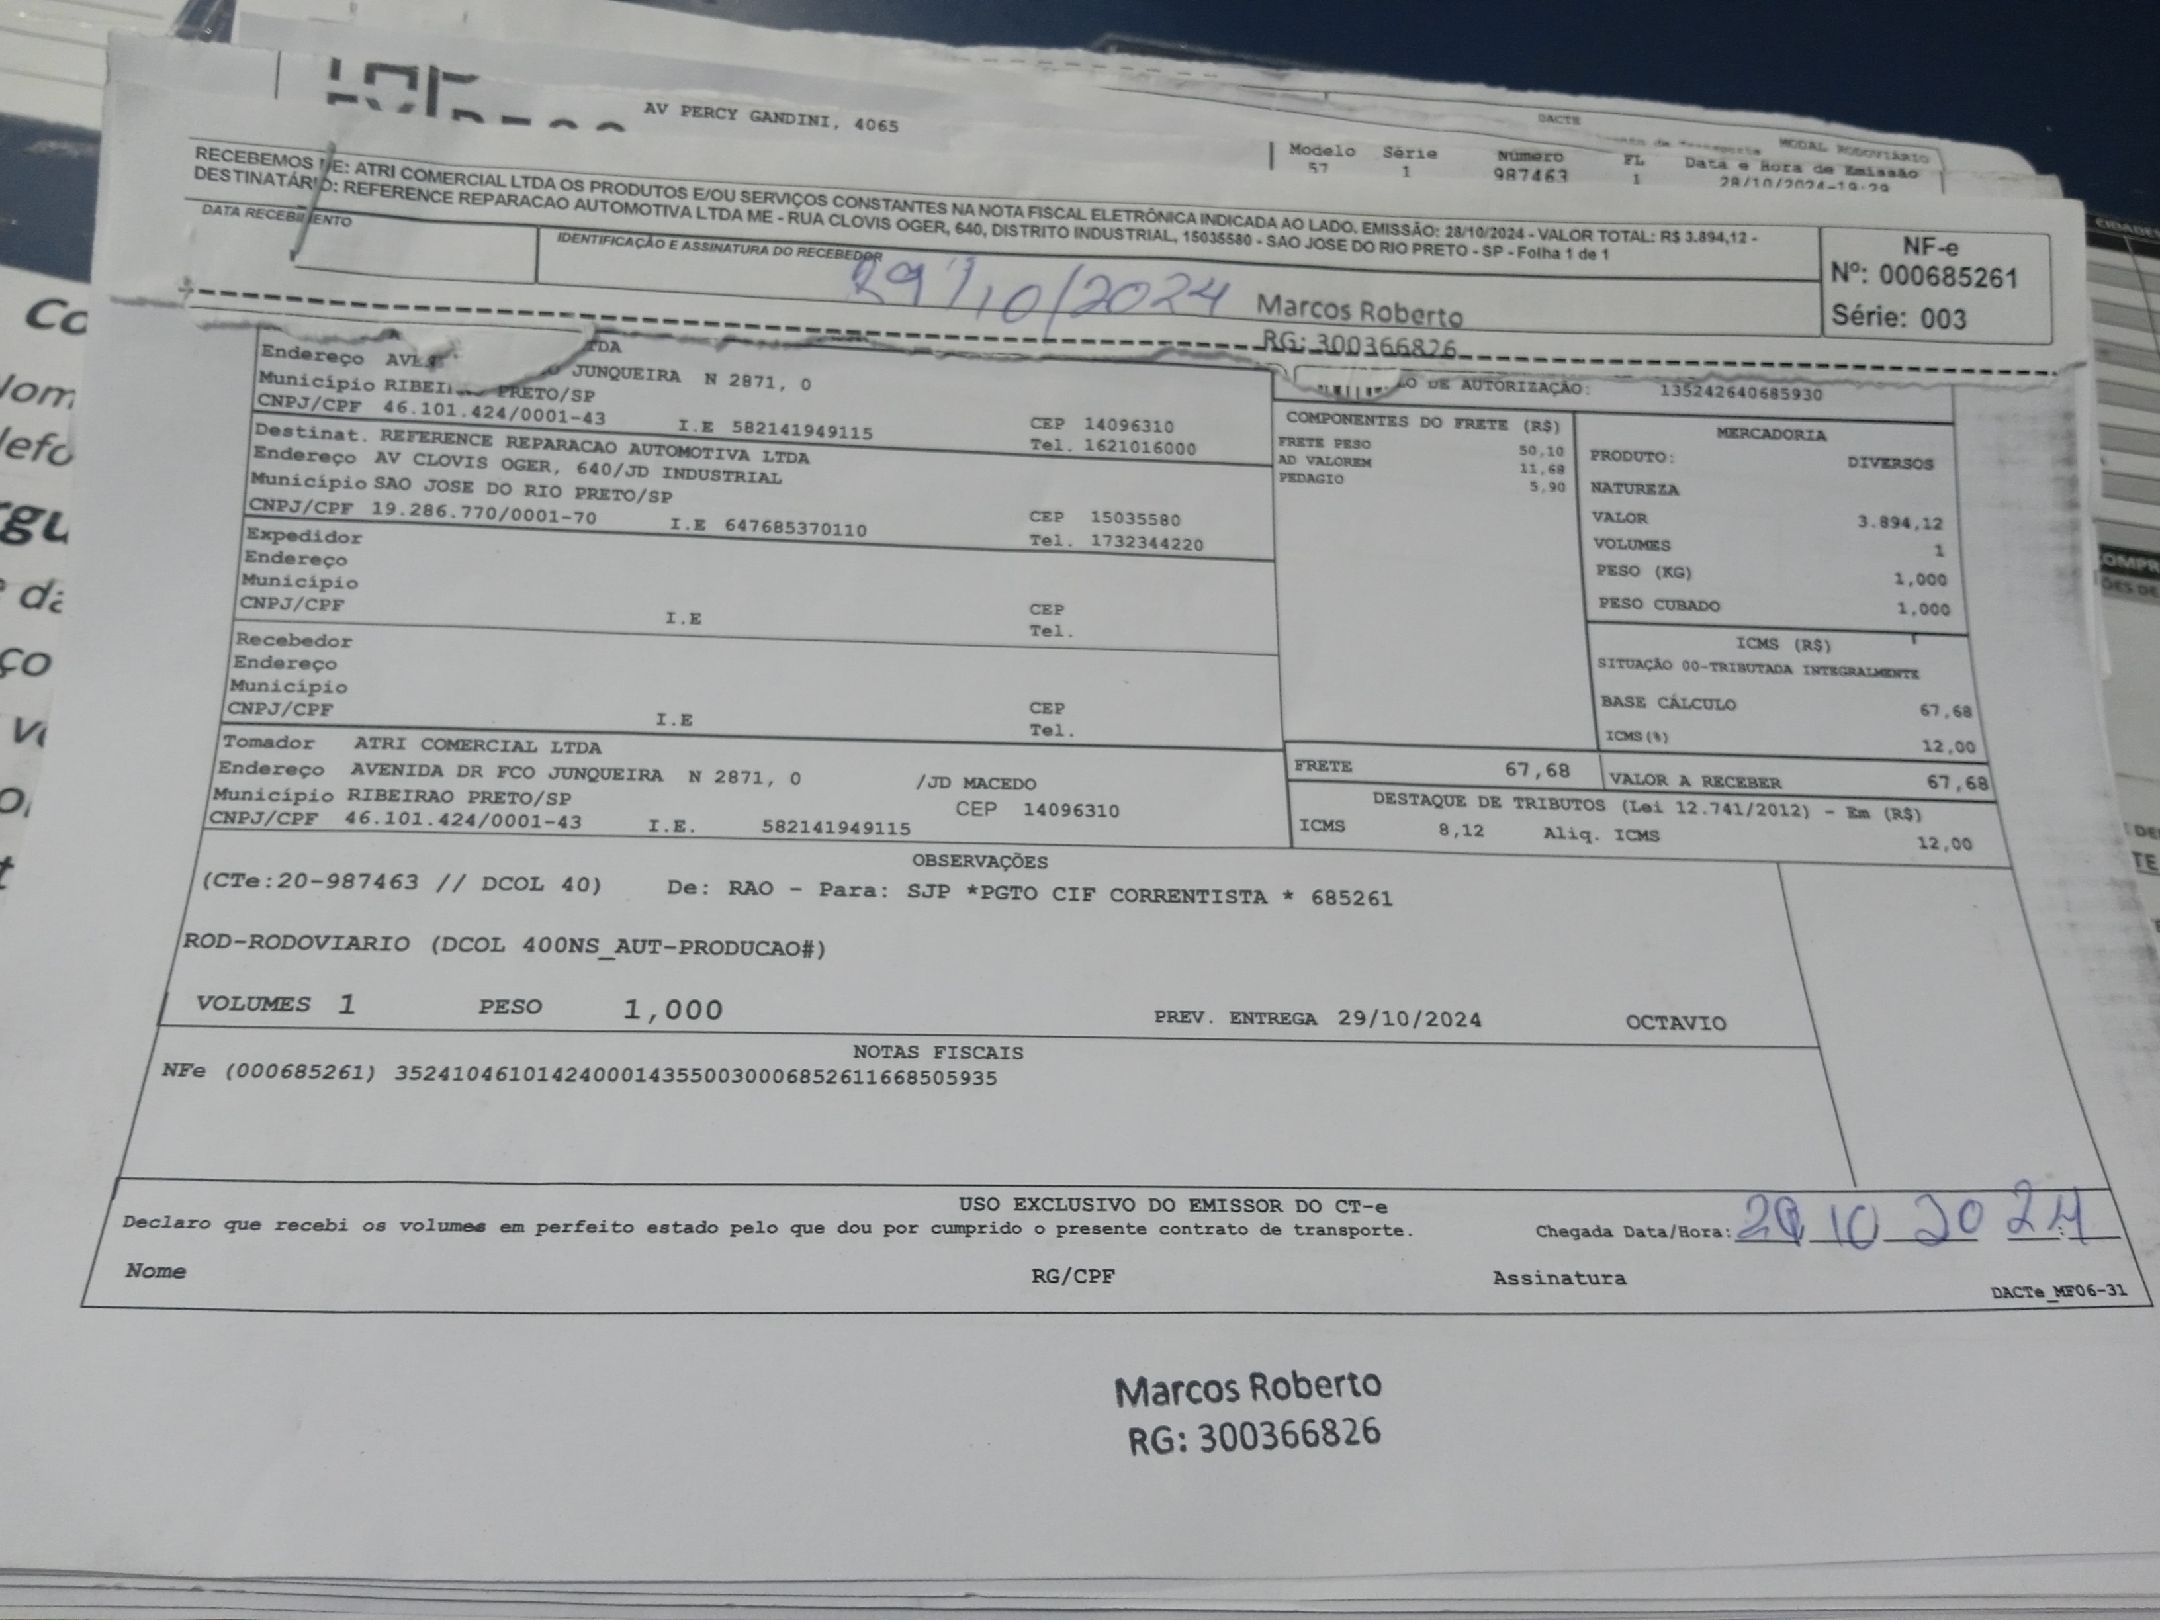 AV PERCY GANDINI, 4065
DACTE
MODAL RODOVIÁRIO
Modelo Série Número FL Data e Hora de Emissão
57 1 987463 1 28/10/2024-19:29
RECEBEMOS DE: ATRI COMERCIAL LTDA OS PRODUTOS E/OU SERVIÇOS CONSTANTES NA NOTA FISCAL ELETRÔNICA INDICADA AO LADO. EMISSÃO: 28/10/2024 - VALOR TOTAL: R$ 3.894,12 -
DESTINATÁRIO: REFERENCE REPARACAO AUTOMOTIVA LTDA ME - RUA CLOVIS OGER, 640, DISTRITO INDUSTRIAL, 15035580 - SAO JOSE DO RIO PRETO - SP - Folha 1 de 1
DATA RECEBIMENTO
IDENTIFICAÇÃO E ASSINATURA DO RECEBEDOR
NF-e
Nº: 000685261
Série: 003
29/10/2024
Marcos Roberto
RG: 300366826
LTDA
Endereço JUNQUEIRA N 2871, 0
Município PRETO/SP
CNPJ/CPF 46.101.424/0001-43 I.E 582141949115
CEP 14096310
Tel. 1621016000
Destinat. REFERENCE REPARACAO AUTOMOTIVA LTDA
Endereço AV CLOVIS OGER, 640/JD INDUSTRIAL
Município SAO JOSE DO RIO PRETO/SP
CNPJ/CPF 19.286.770/0001-70 I.E 647685370110
CEP 15035580
Tel. 1732344220
Expedidor
Endereço
Município
CNPJ/CPF I.E
CEP
Tel.
Recebedor
Endereço
Município
CNPJ/CPF I.E
CEP
Tel.
Tomador ATRI COMERCIAL LTDA
Endereço AVENIDA DR FCO JUNQUEIRA N 2871, 0 /JD MACEDO
Município RIBEIRAO PRETO/SP CEP 14096310
CNPJ/CPF 46.101.424/0001-43 I.E. 582141949115
DE AUTORIZAÇÃO: 135242640685930
COMPONENTES DO FRETE (R$)
FRETE PESO 50,10
AD VALOREM 11,68
PEDAGIO 5,90
MERCADORIA
PRODUTO: DIVERSOS
NATUREZA
VALOR 3.894,12
VOLUMES 1
PESO (KG) 1,000
PESO CUBADO 1,000
ICMS (R$)
SITUAÇÃO 00-TRIBUTADA INTEGRALMENTE
BASE CÁLCULO 67,68
ICMS(%) 12,00
FRETE 67,68 VALOR A RECEBER 67,68
DESTAQUE DE TRIBUTOS (Lei 12.741/2012) - Em (R$)
ICMS 8,12 Aliq. ICMS 12,00
OBSERVAÇÕES
(CTe:20-987463 // DCOL 40) De: RAO - Para: SJP *PGTO CIF CORRENTISTA * 685261
ROD-RODOVIARIO (DCOL 400NS_AUT-PRODUCAO#)
VOLUMES 1 PESO 1,000 PREV. ENTREGA 29/10/2024 OCTAVIO
NOTAS FISCAIS
NFe (000685261) 35241046101424000143550030006852611668505935
USO EXCLUSIVO DO EMISSOR DO CT-e
Declaro que recebi os volumes em perfeito estado pelo que dou por cumprido o presente contrato de transporte. Chegada Data/Hora: 29 10 2024
Nome RG/CPF Assinatura
DACTe_MF06-31
Marcos Roberto
RG: 300366826